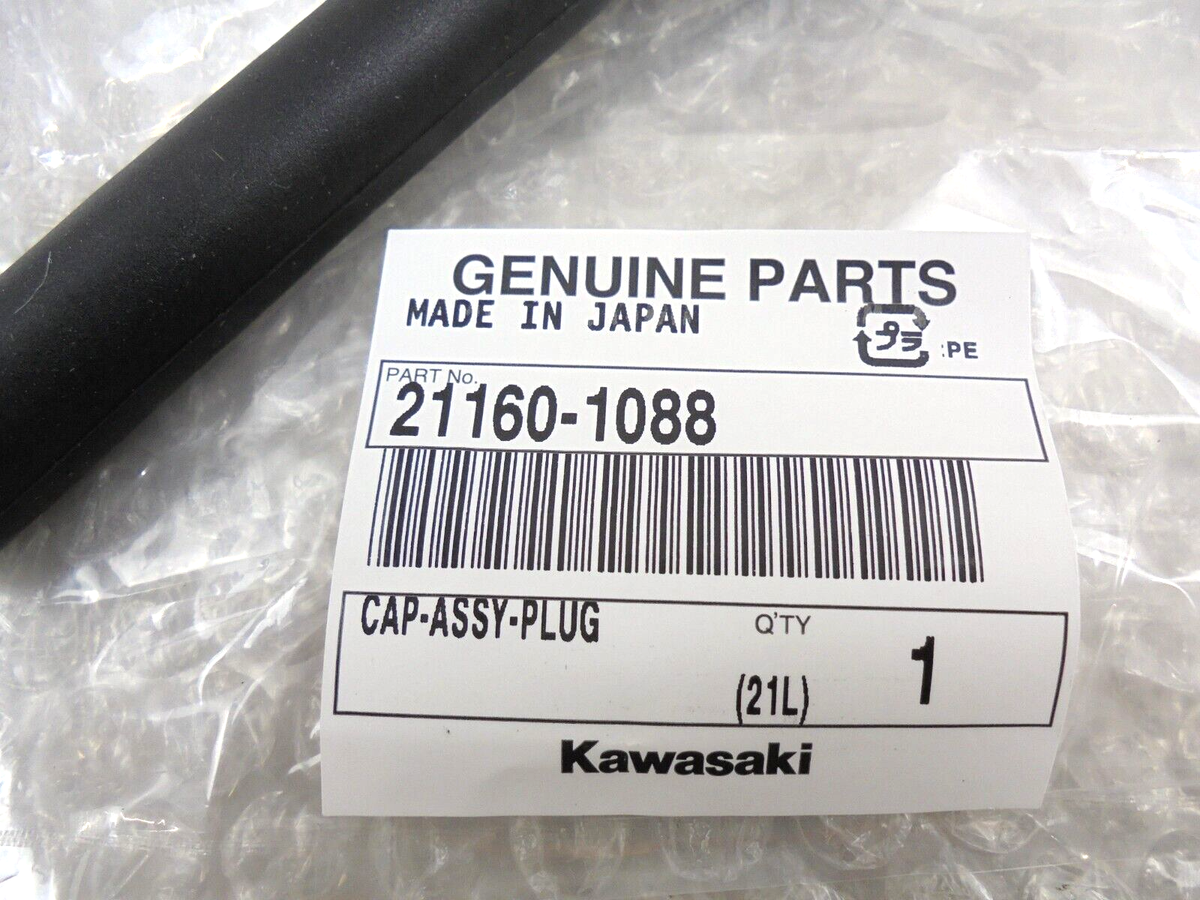 GENUINE PARTS
MADE IN JAPAN
プラ :PE
PART No.
21160-1088
CAP-ASSY-PLUG Q'TY
(21L) 1
Kawasaki